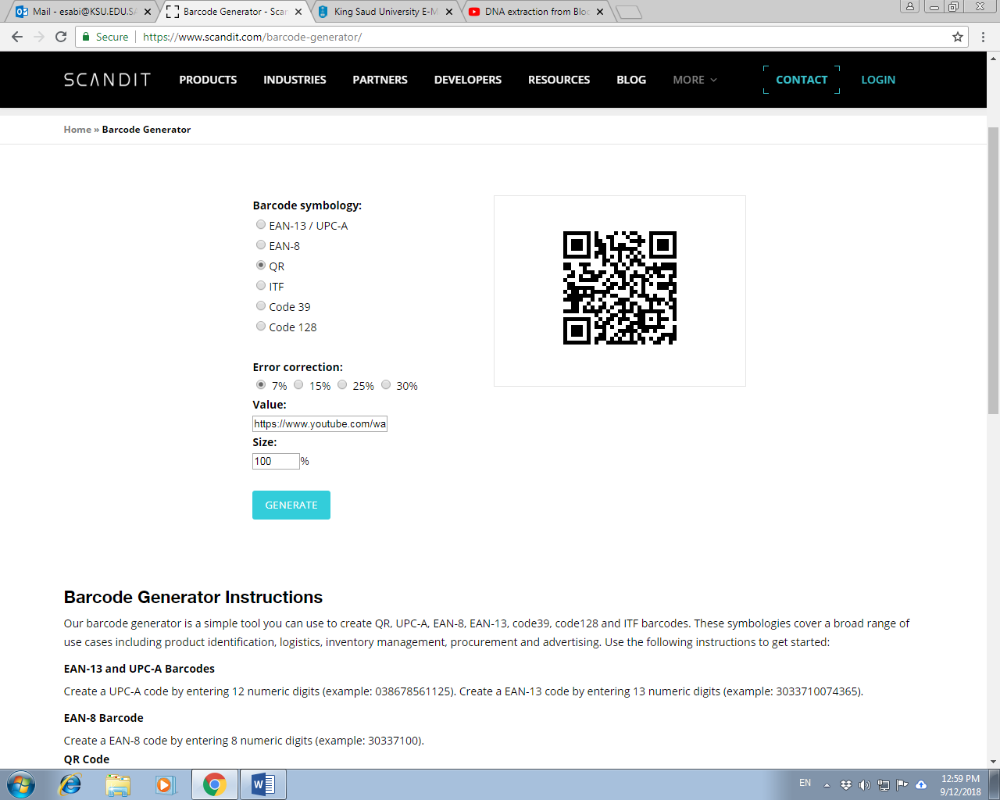 Mail - esabi@KSU.EDU.SA
Barcode Generator - Scan
King Saud University E-M
DNA extraction from Bloo
Secure
https://www.scandit.com/barcode-generator/
SCANDIT
PRODUCTS
INDUSTRIES
PARTNERS
DEVELOPERS
RESOURCES
BLOG
MORE
CONTACT
LOGIN
Home » Barcode Generator
Barcode symbology:
EAN-13 / UPC-A
EAN-8
QR
ITF
Code 39
Code 128
Error correction:
7% 15% 25% 30%
Value:
https://www.youtube.com/wa
Size:
100 %
GENERATE
Barcode Generator Instructions
Our barcode generator is a simple tool you can use to create QR, UPC-A, EAN-8, EAN-13, code39, code128 and ITF barcodes. These symbologies cover a broad range of
use cases including product identification, logistics, inventory management, procurement and advertising. Use the following instructions to get started:
EAN-13 and UPC-A Barcodes
Create a UPC-A code by entering 12 numeric digits (example: 038678561125). Create a EAN-13 code by entering 13 numeric digits (example: 3033710074365).
EAN-8 Barcode
Create a EAN-8 code by entering 8 numeric digits (example: 30337100).
QR Code
EN
12:59 PM
9/12/2018